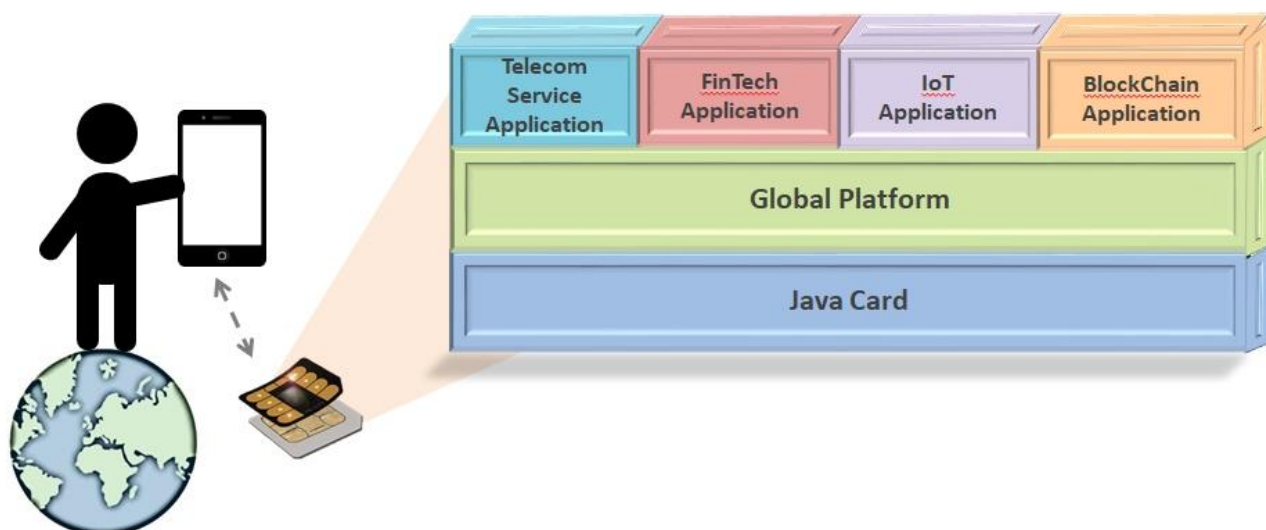 Telecom
Service
Application
FinTech
Application
IoT
Application
BlockChain
Application
Global Platform
Java Card